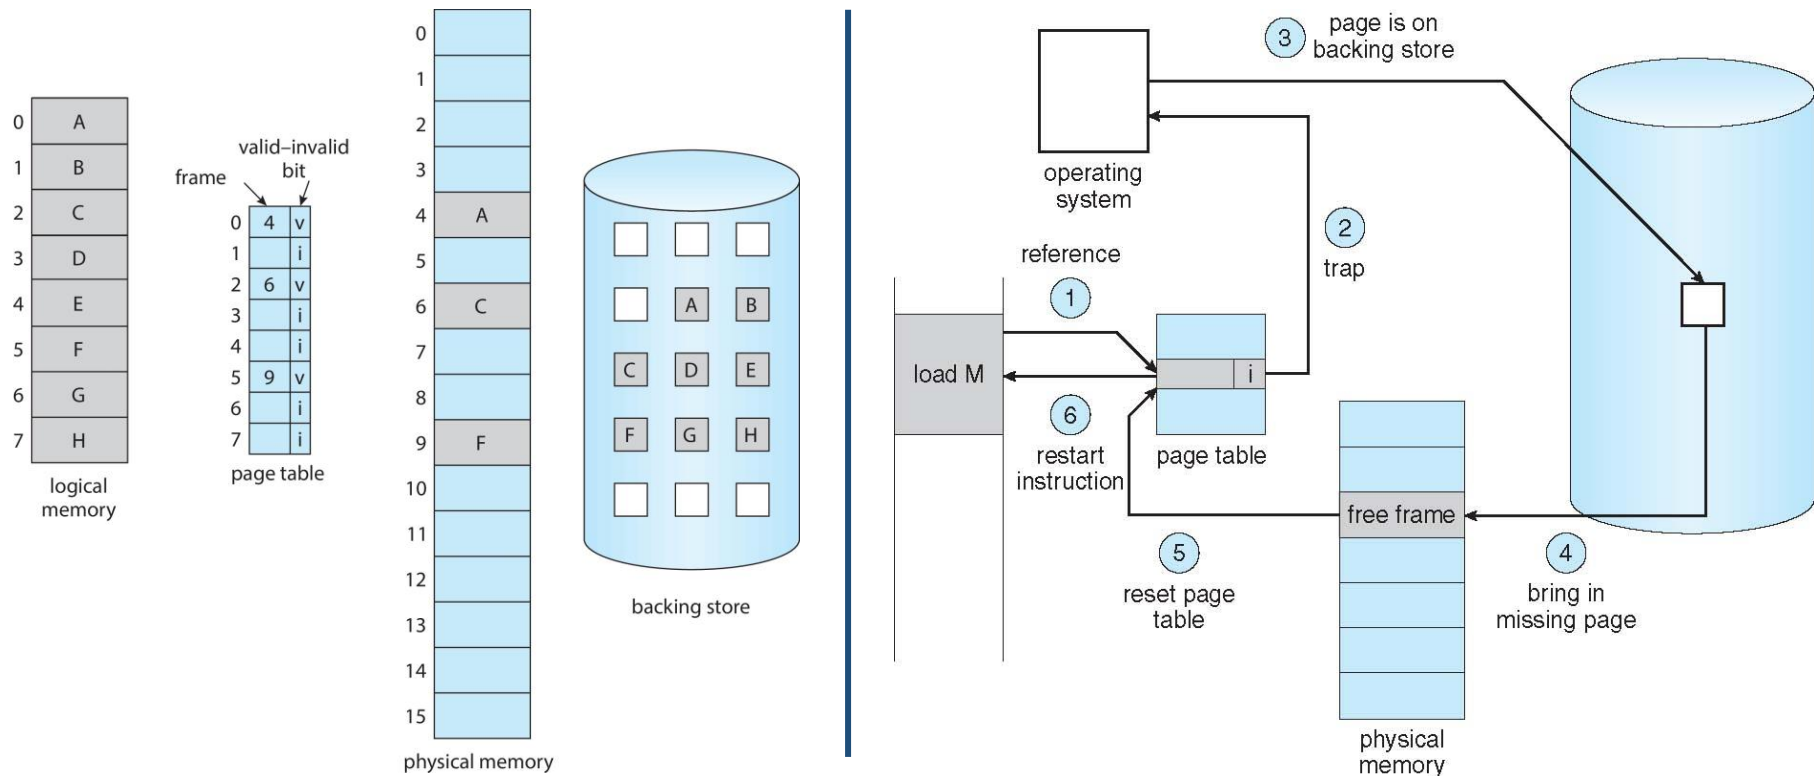 0 A
1 B
2 C
3 D
4 E
5 F
6 G
7 H
logical
memory
valid–invalid
bit
frame
0 4 v
1 i
2 6 v
3 i
4 i
5 9 v
6 i
7 i
page table
0
1
2
3
4 A
5
6 C
7
8
9 F
10
11
12
13
14
15
physical memory
A B
C D E
F G H
backing store
3
page is on
backing store
operating
system
2
trap
reference
1
load M
i
6
restart
instruction
page table
free frame
5
reset page
table
4
bring in
missing page
physical
memory